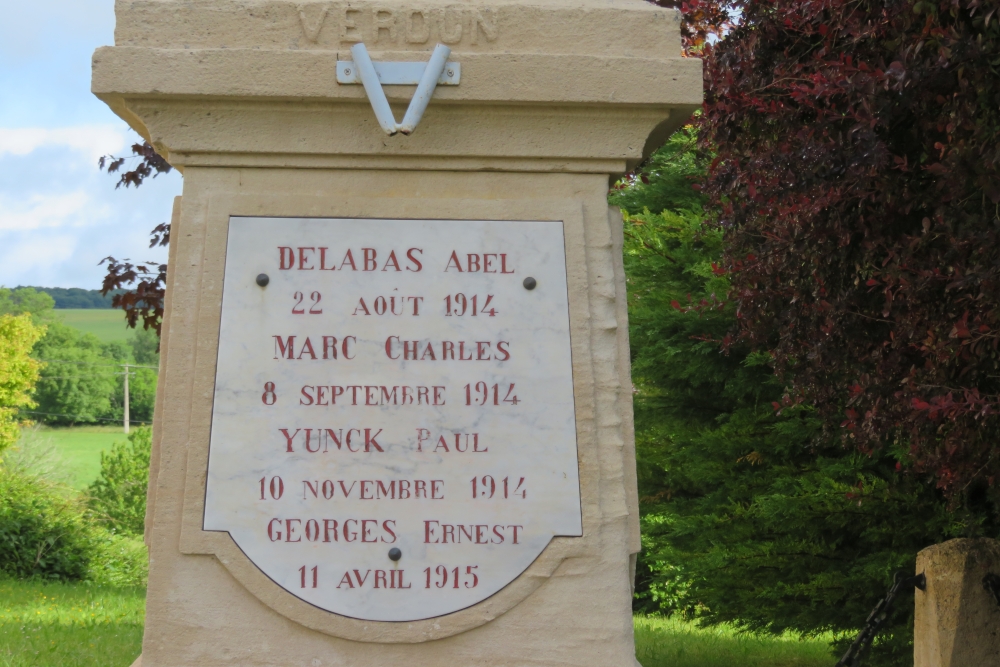 VERDUN
DELABAS ABEL
22 AOÛT 1914
MARC CHARLES
8 SEPTEMBRE 1914
YUNCK PAUL
10 NOVEMBRE 1914
GEORGES ERNEST
11 AVRIL 1915